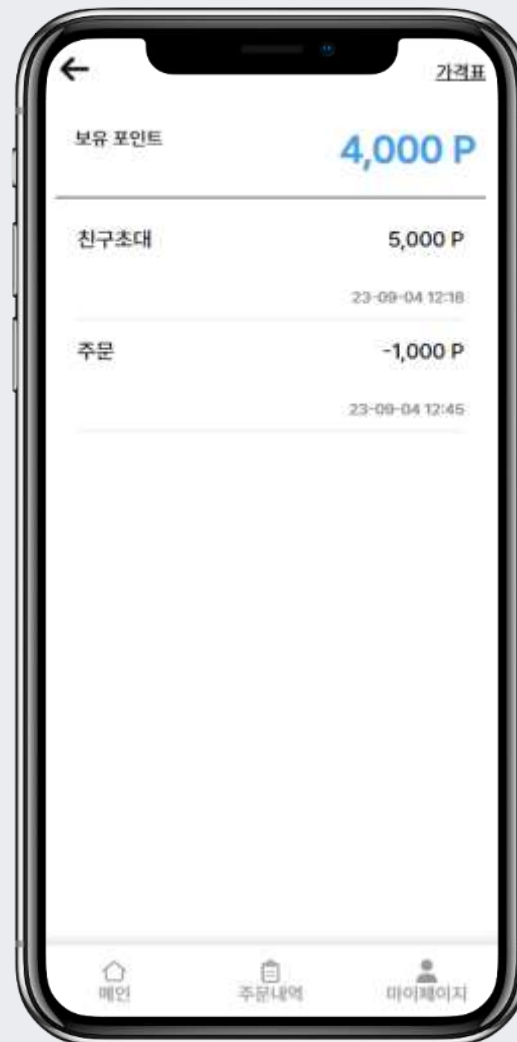 가격표
보유 포인트 4,000 P
친구초대 5,000 P
23-09-04 12:18
주문 -1,000 P
23-09-04 12:45
메인 주문내역 마이페이지